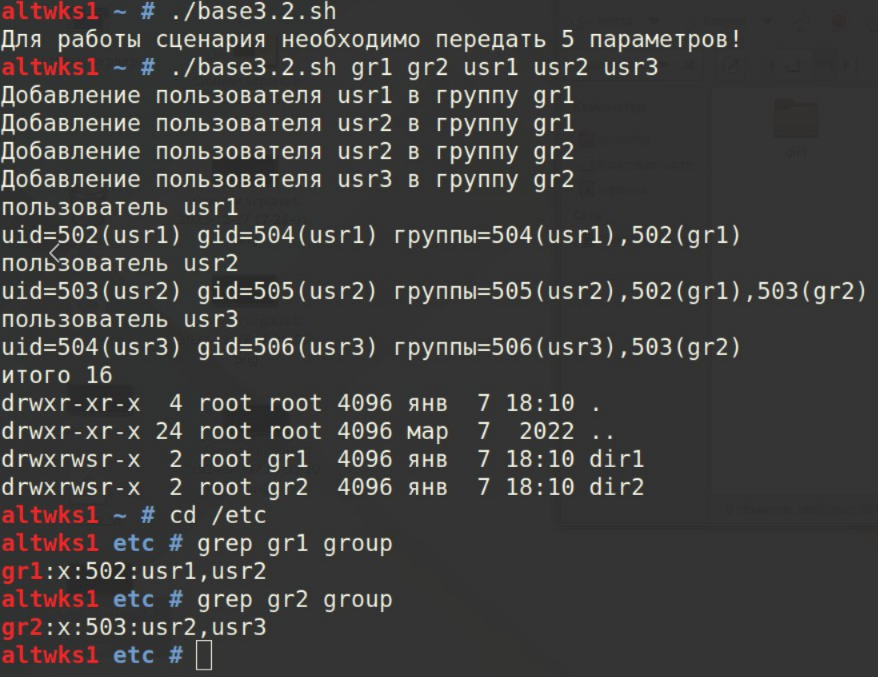 altwks1 ~ # ./base3.2.sh
Для работы сценария необходимо передать 5 параметров!
altwks1 ~ # ./base3.2.sh gr1 gr2 usr1 usr2 usr3
Добавление пользователя usr1 в группу gr1
Добавление пользователя usr2 в группу gr1
Добавление пользователя usr2 в группу gr2
Добавление пользователя usr3 в группу gr2
пользователь usr1
uid=502(usr1) gid=504(usr1) группы=504(usr1),502(gr1)
пользователь usr2
uid=503(usr2) gid=505(usr2) группы=505(usr2),502(gr1),503(gr2)
пользователь usr3
uid=504(usr3) gid=506(usr3) группы=506(usr3),503(gr2)
итого 16
drwxr-xr-x  4 root root 4096 янв  7 18:10 .
drwxr-xr-x 24 root root 4096 мар  7  2022 ..
drwxrwsr-x  2 root gr1  4096 янв  7 18:10 dir1
drwxrwsr-x  2 root gr2  4096 янв  7 18:10 dir2
altwks1 ~ # cd /etc
altwks1 etc # grep gr1 group
gr1:x:502:usr1,usr2
altwks1 etc # grep gr2 group
gr2:x:503:usr2,usr3
altwks1 etc #